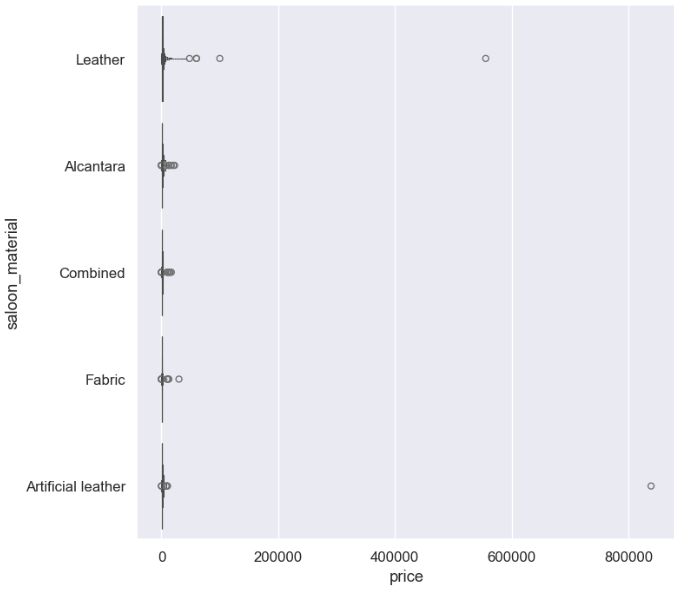 Leather
Alcantara
Combined
Fabric
Artificial leather
saloon_material
0 200000 400000 600000 800000
price